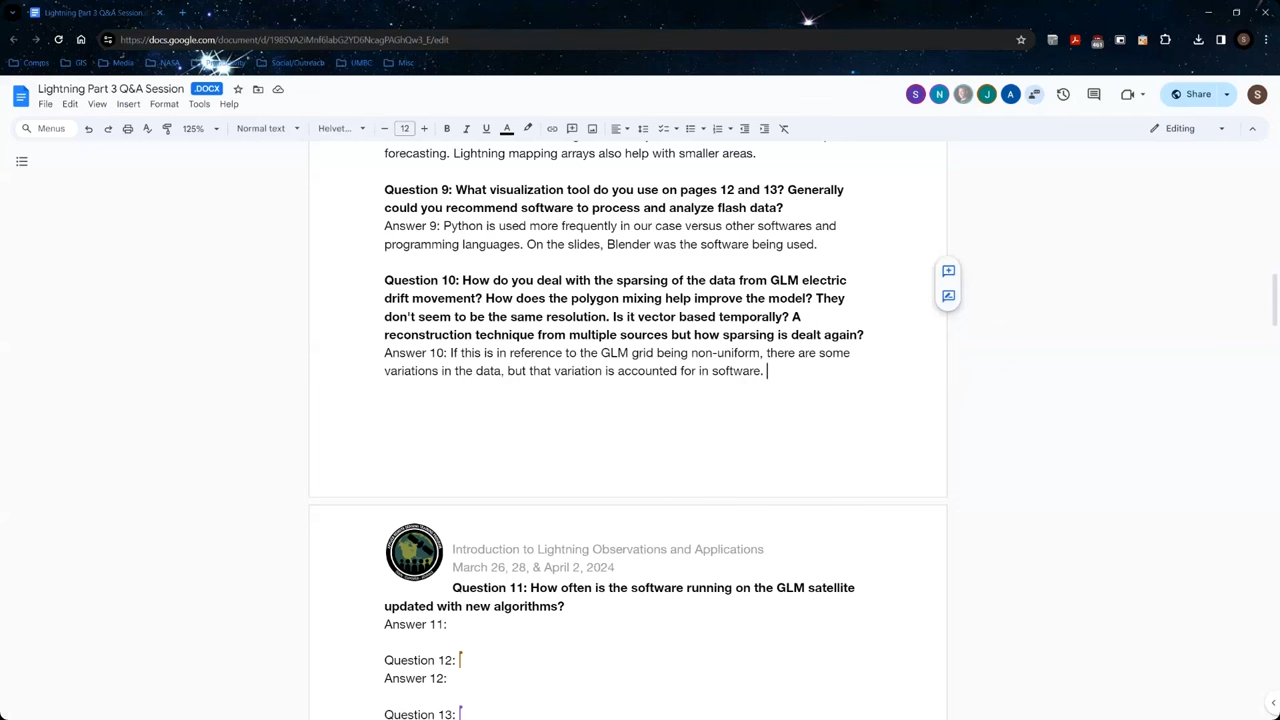 Lightning Part 3 Q&A Session
docs.google.com/document/d/198SVA2iMnf6labGZYD6NcagPAGhQw3_E/edit
Comps GIS Media NASA Social/Outreach UMBC Misc
Lightning Part 3 Q&A Session .DOCX
Share
File Edit View Insert Format Tools Help
Menus 125% Normal text Helvet... 12 Editing
forecasting. Lightning mapping arrays also help with smaller areas.
Question 9: What visualization tool do you use on pages 12 and 13? Generally
could you recommend software to process and analyze flash data?
Answer 9: Python is used more frequently in our case versus other softwares and
programming languages. On the slides, Blender was the software being used.
Question 10: How do you deal with the sparsing of the data from GLM electric
drift movement? How does the polygon mixing help improve the model? They
don't seem to be the same resolution. Is it vector based temporally? A
reconstruction technique from multiple sources but how sparsing is dealt again?
Answer 10: If this is in reference to the GLM grid being non-uniform, there are some
variations in the data, but that variation is accounted for in software.
Introduction to Lightning Observations and Applications
March 26, 28, & April 2, 2024
Question 11: How often is the software running on the GLM satellite
updated with new algorithms?
Answer 11:
Question 12:
Answer 12:
Question 13: